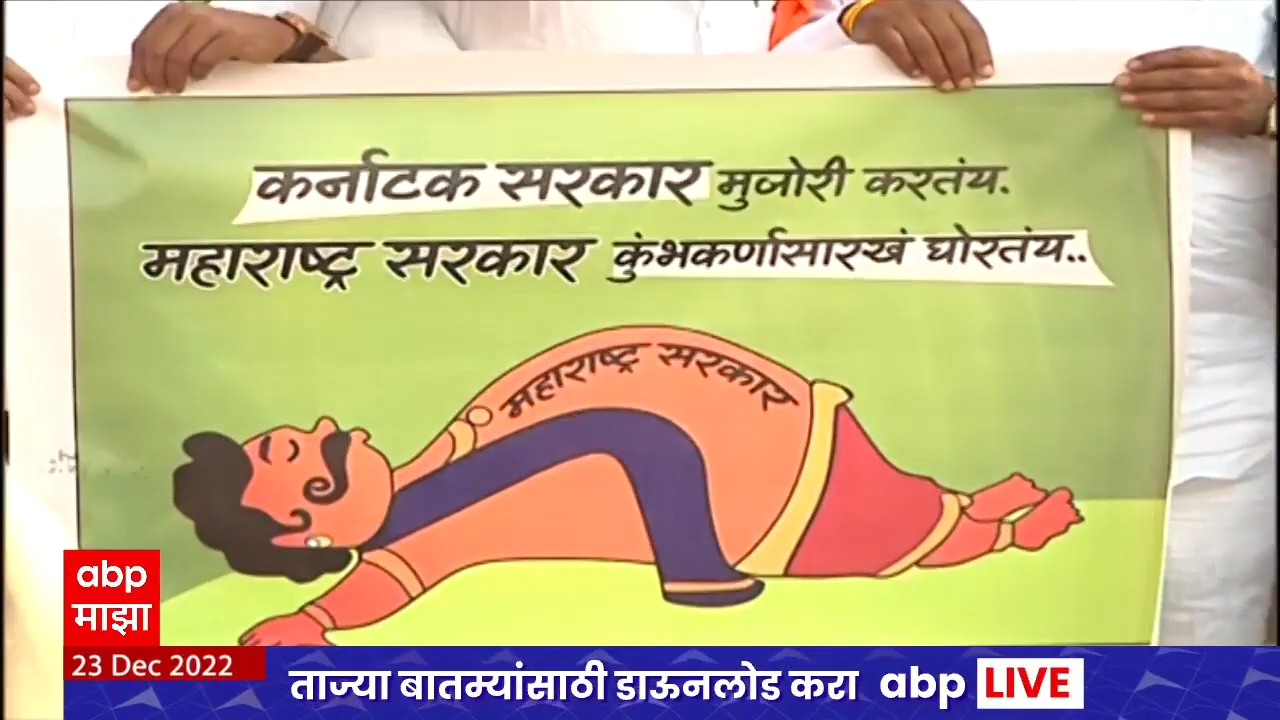 कर्नाटक सरकार मुजोरी करतंय.
महाराष्ट्र सरकार कुंभकर्णासारखं घोरतंय..
महाराष्ट्र सरकार
abp
माझा
23 Dec 2022
ताज्या बातम्यांसाठी डाऊनलोड करा abp LIVE